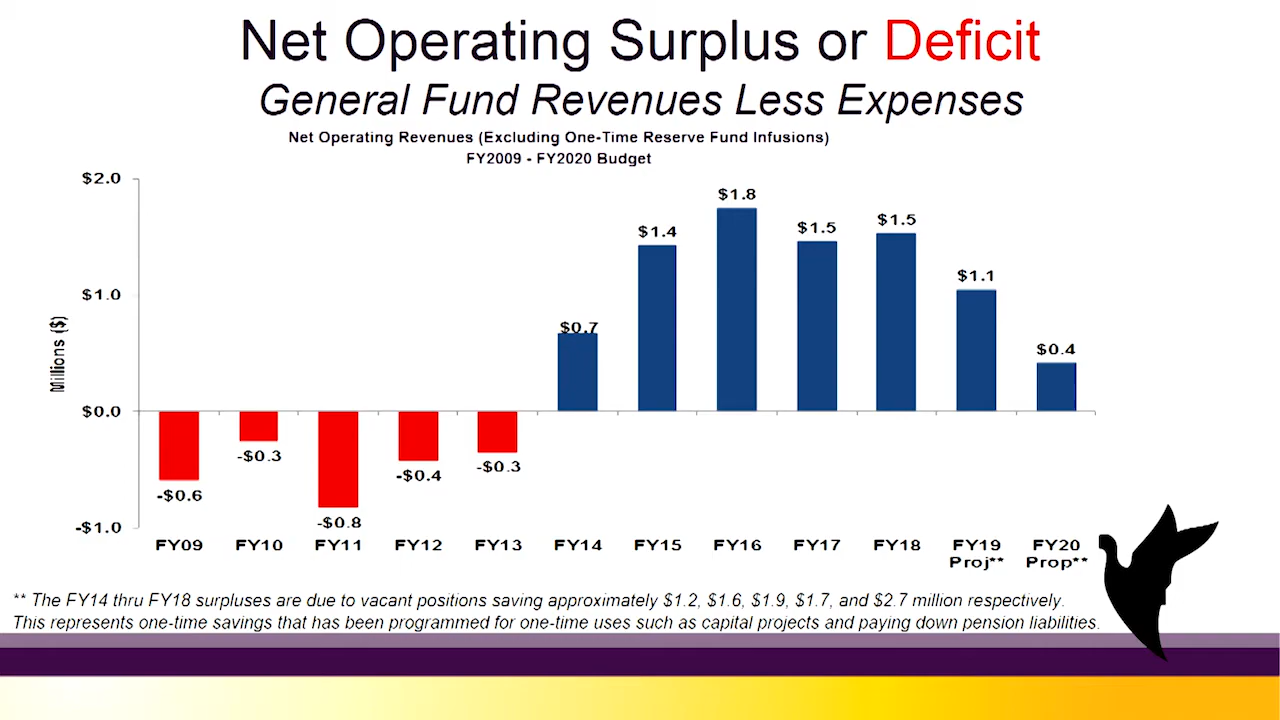 Net Operating Surplus or Deficit
General Fund Revenues Less Expenses
Net Operating Revenues (Excluding One-Time Reserve Fund Infusions)
FY2009 - FY2020 Budget
Millions ($)
$2.0
$1.0
$0.0
-$1.0
-$0.6
-$0.3
-$0.8
-$0.4
-$0.3
$0.7
$1.4
$1.8
$1.5
$1.5
$1.1
$0.4
FY09 FY10 FY11 FY12 FY13 FY14 FY15 FY16 FY17 FY18 FY19 FY20
Proj** Prop**
** The FY14 thru FY18 surpluses are due to vacant positions saving approximately $1.2, $1.6, $1.9, $1.7, and $2.7 million respectively.
This represents one-time savings that has been programmed for one-time uses such as capital projects and paying down pension liabilities.